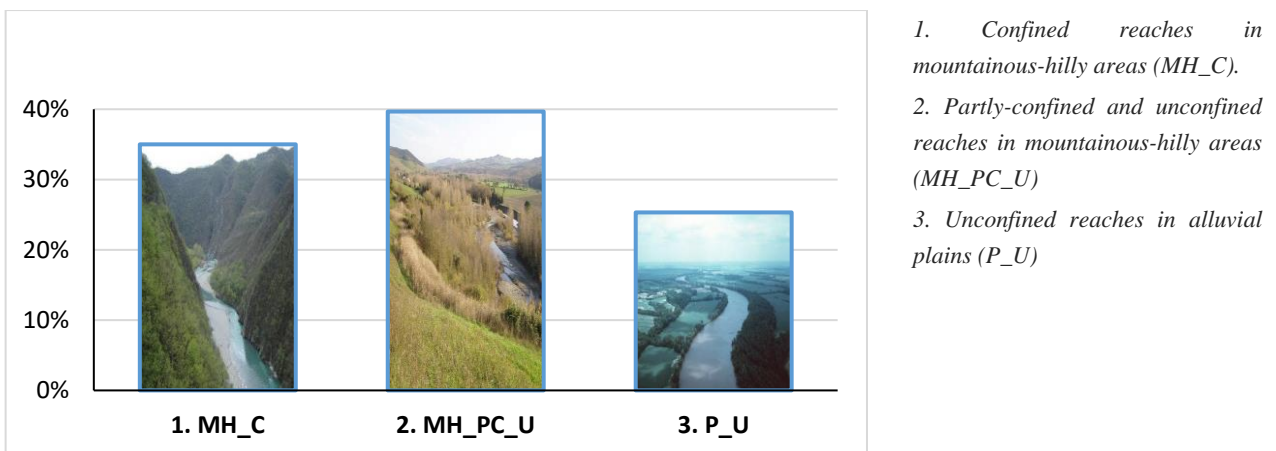 40%
30%
20%
10%
0%
1. MH_C
2. MH_PC_U
3. P_U
1. Confined reaches in
mountainous-hilly areas (MH_C).
2. Partly-confined and unconfined
reaches in mountainous-hilly areas
(MH_PC_U)
3. Unconfined reaches in alluvial
plains (P_U)